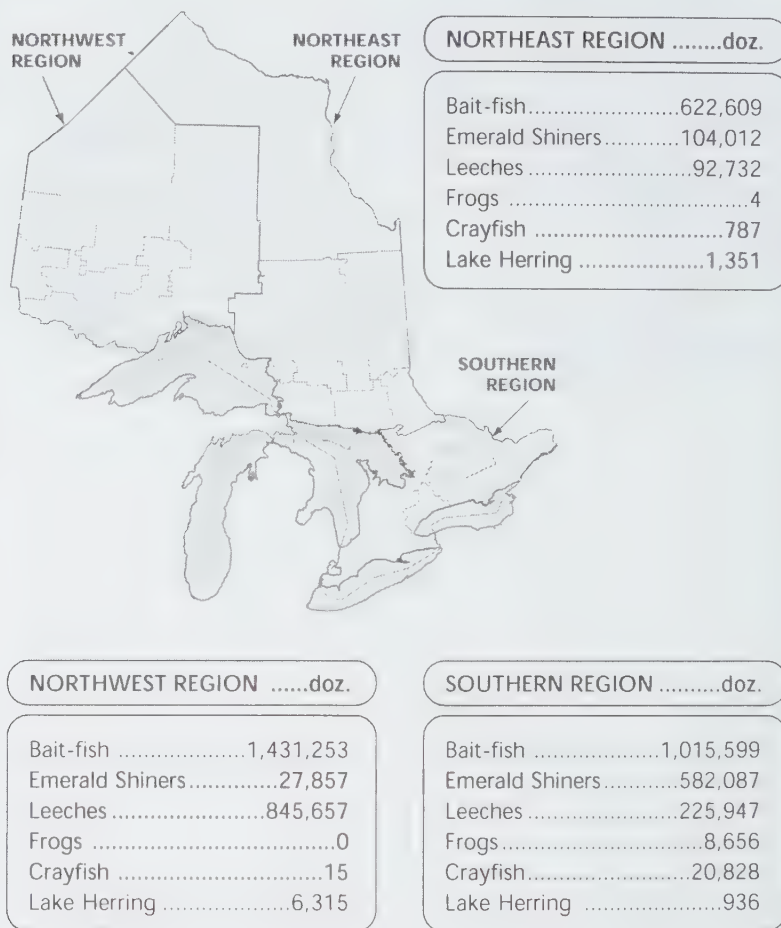 NORTHWEST
REGION
NORTHEAST
REGION
NORTHEAST REGION ........doz.
Bait-fish......................622,609
Emerald Shiners...........104,012
Leeches........................92,732
Frogs .................................4
Crayfish ..........................787
Lake Herring ..................1,351
SOUTHERN
REGION
NORTHWEST REGION ......doz.
Bait-fish ....................1,431,253
Emerald Shiners.............27,857
Leeches.......................845,657
Frogs .................................0
Crayfish ............................15
Lake Herring ...................6,315
SOUTHERN REGION ..........doz.
Bait-fish ....................1,015,599
Emerald Shiners...........582,087
Leeches.......................225,947
Frogs............................8,656
Crayfish.......................20,828
Lake Herring ....................936